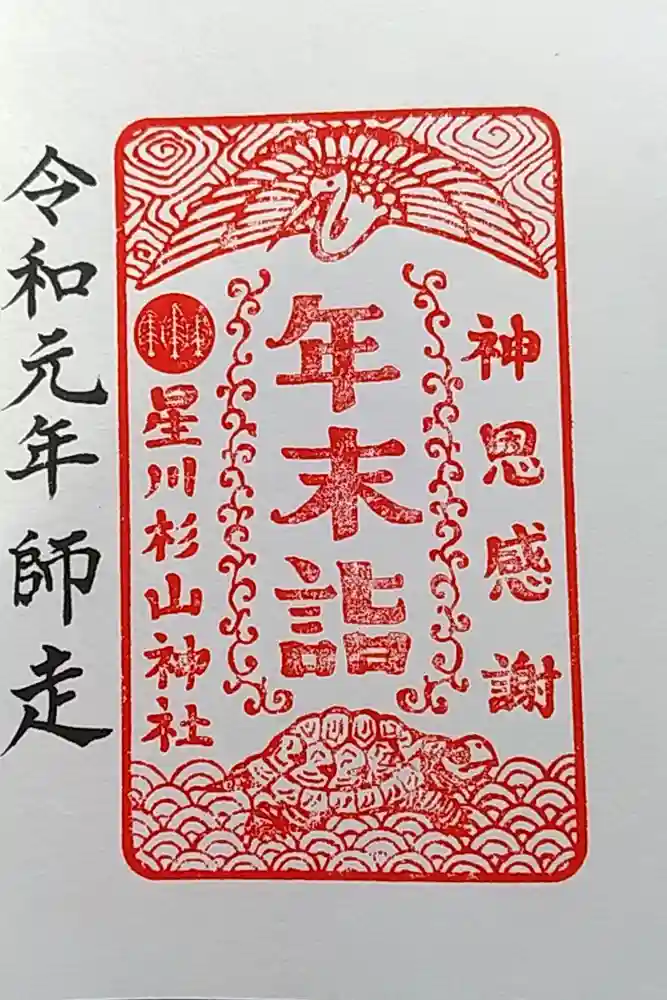 神恩感謝
年末詣
星川杉山神社
令和元年師走